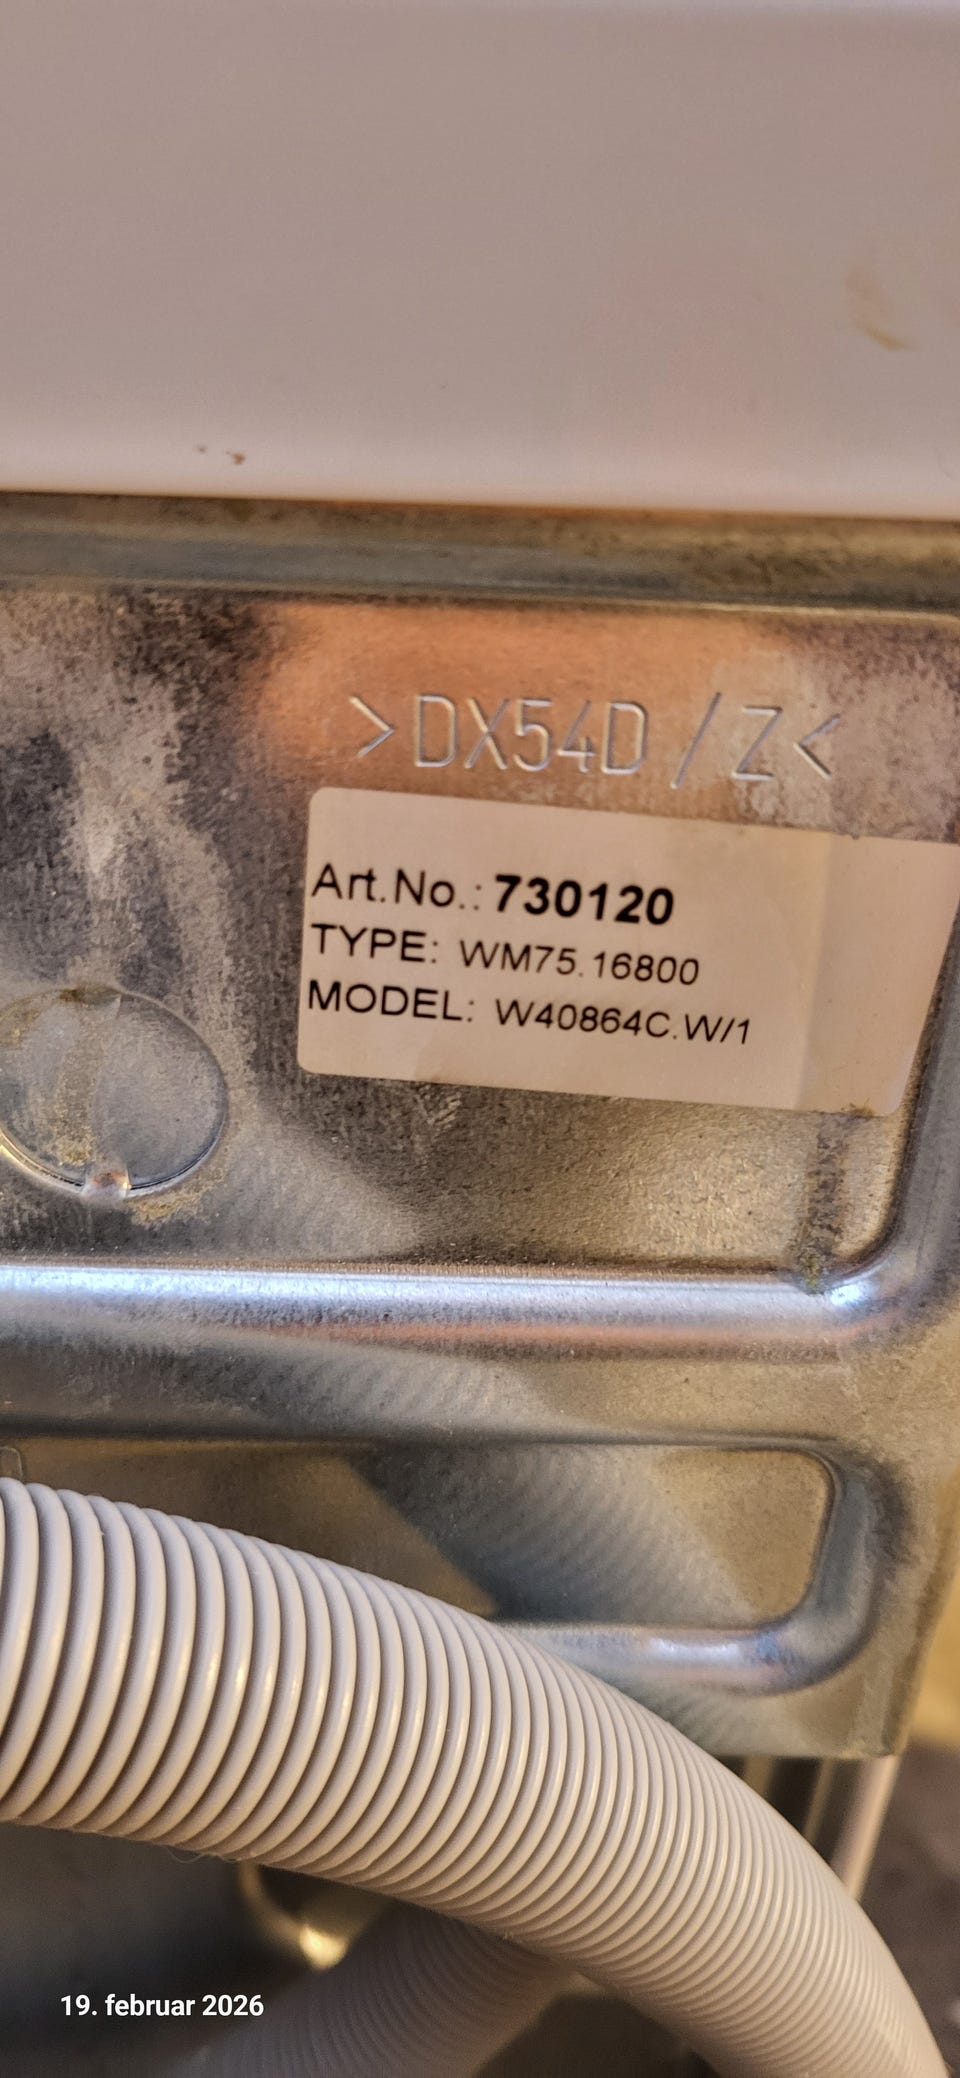 >DX54D / Z<
Art.No.: 730120
TYPE: WM75.16800
MODEL: W40864C.W/1
19. februar 2026